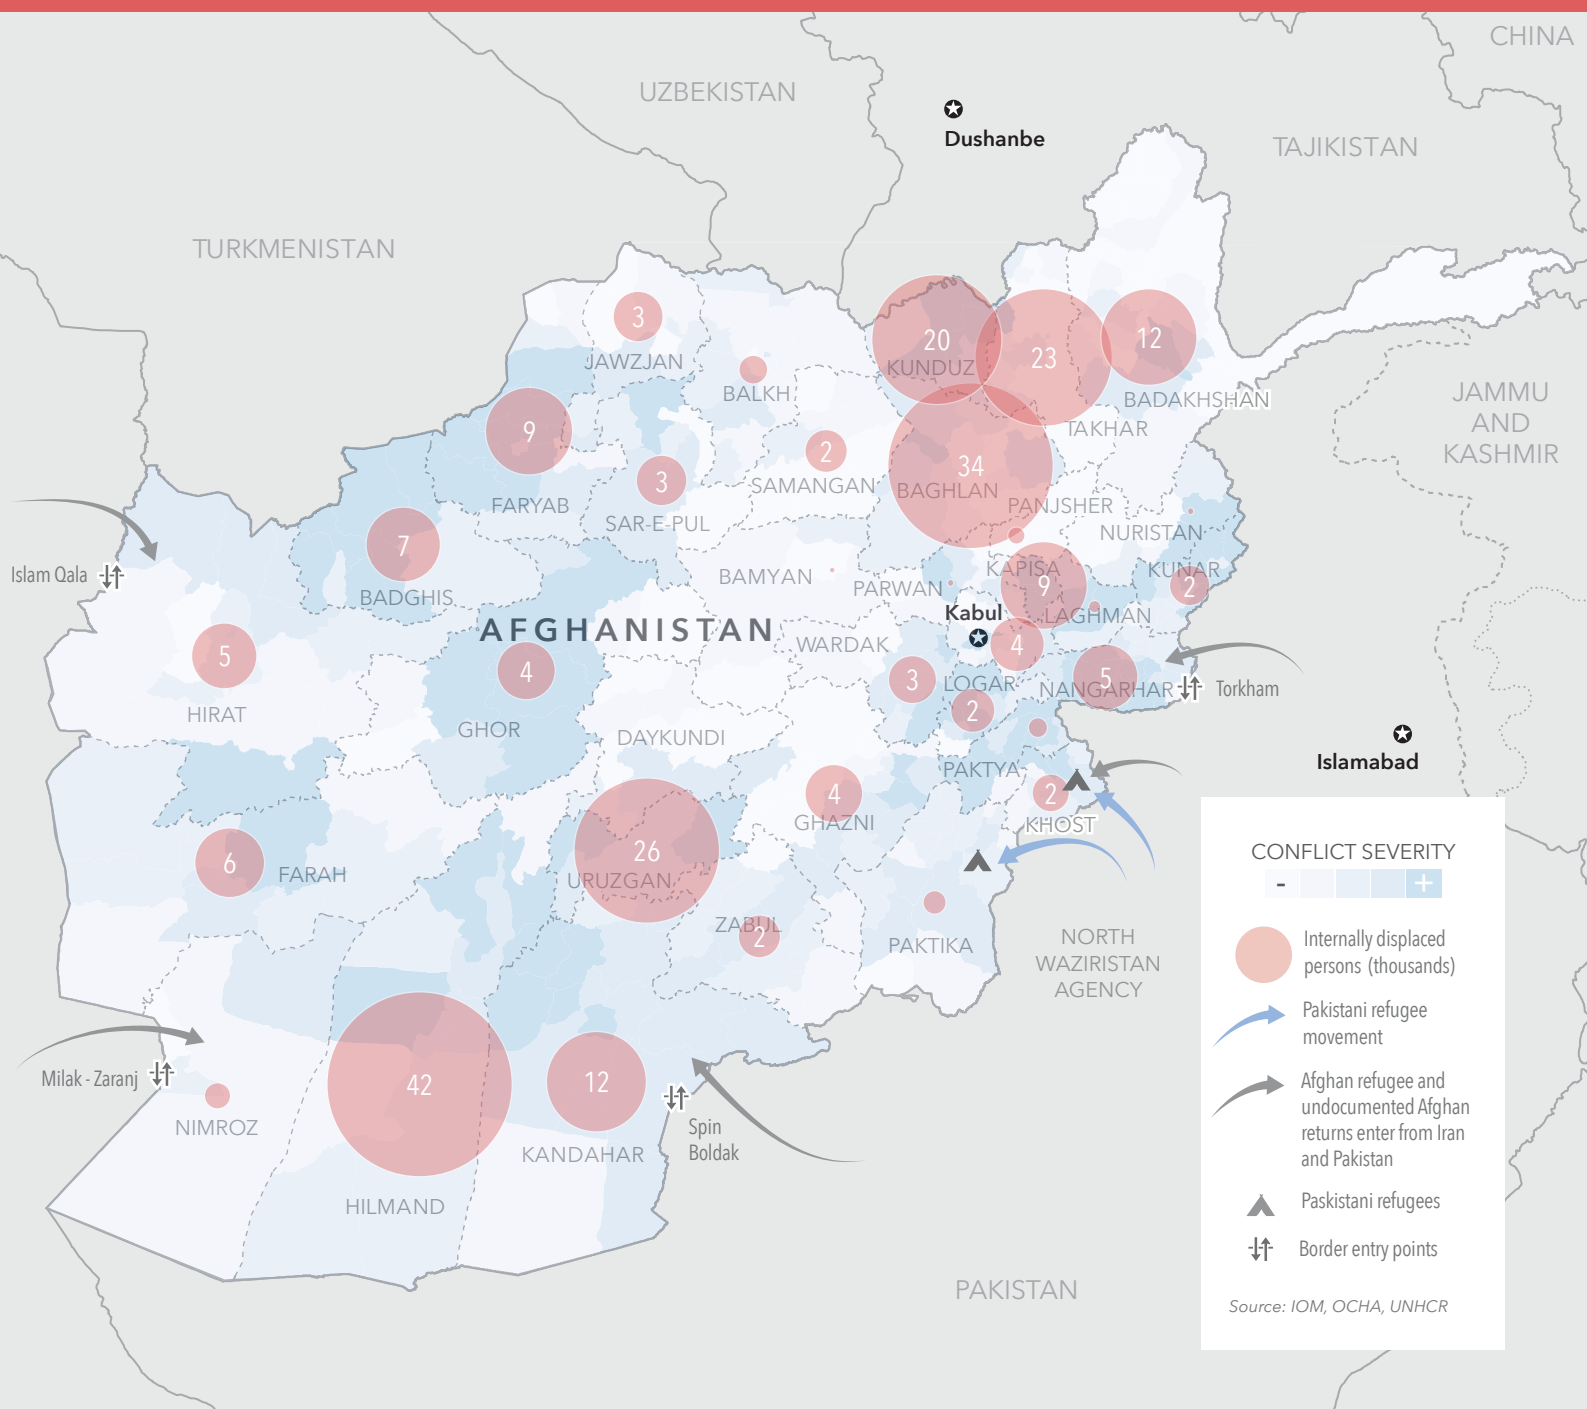 CHINA
UZBEKISTAN
Dushanbe
TAJIKISTAN
TURKMENISTAN
3
JAWZJAN
BALKH
20
KUNDUZ
23
12
BADAKHSHAN
TAKHAR
JAMMU
AND
KASHMIR
9
FARYAB
3
SAR-E-PUL
2
SAMANGAN
34
BAGHLAN
PANJSHER
NURISTAN
7
BADGHIS
Islam Qala
BAMYAN
PARWAN
KAPISA
9
KUNAR
2
LAGHMAN
Kabul
AFGHANISTAN
WARDAK
4
5
HIRAT
4
GHOR
3
LOGAR
2
NANGARHAR
5
Torkham
Islamabad
DAYKUNDI
PAKTYA
4
GHAZNI
2
KHOST
6
FARAH
26
URUZGAN
ZABUL
2
PAKTIKA
NORTH
WAZIRISTAN
AGENCY
Milak - Zaranj
NIMROZ
42
HILMAND
12
KANDAHAR
Spin
Boldak
PAKISTAN
CONFLICT SEVERITY
- +
Internally displaced
persons (thousands)
Pakistani refugee
movement
Afghan refugee and
undocumented Afghan
returns enter from Iran
and Pakistan
Paskistani refugees
Border entry points
Source: IOM, OCHA, UNHCR